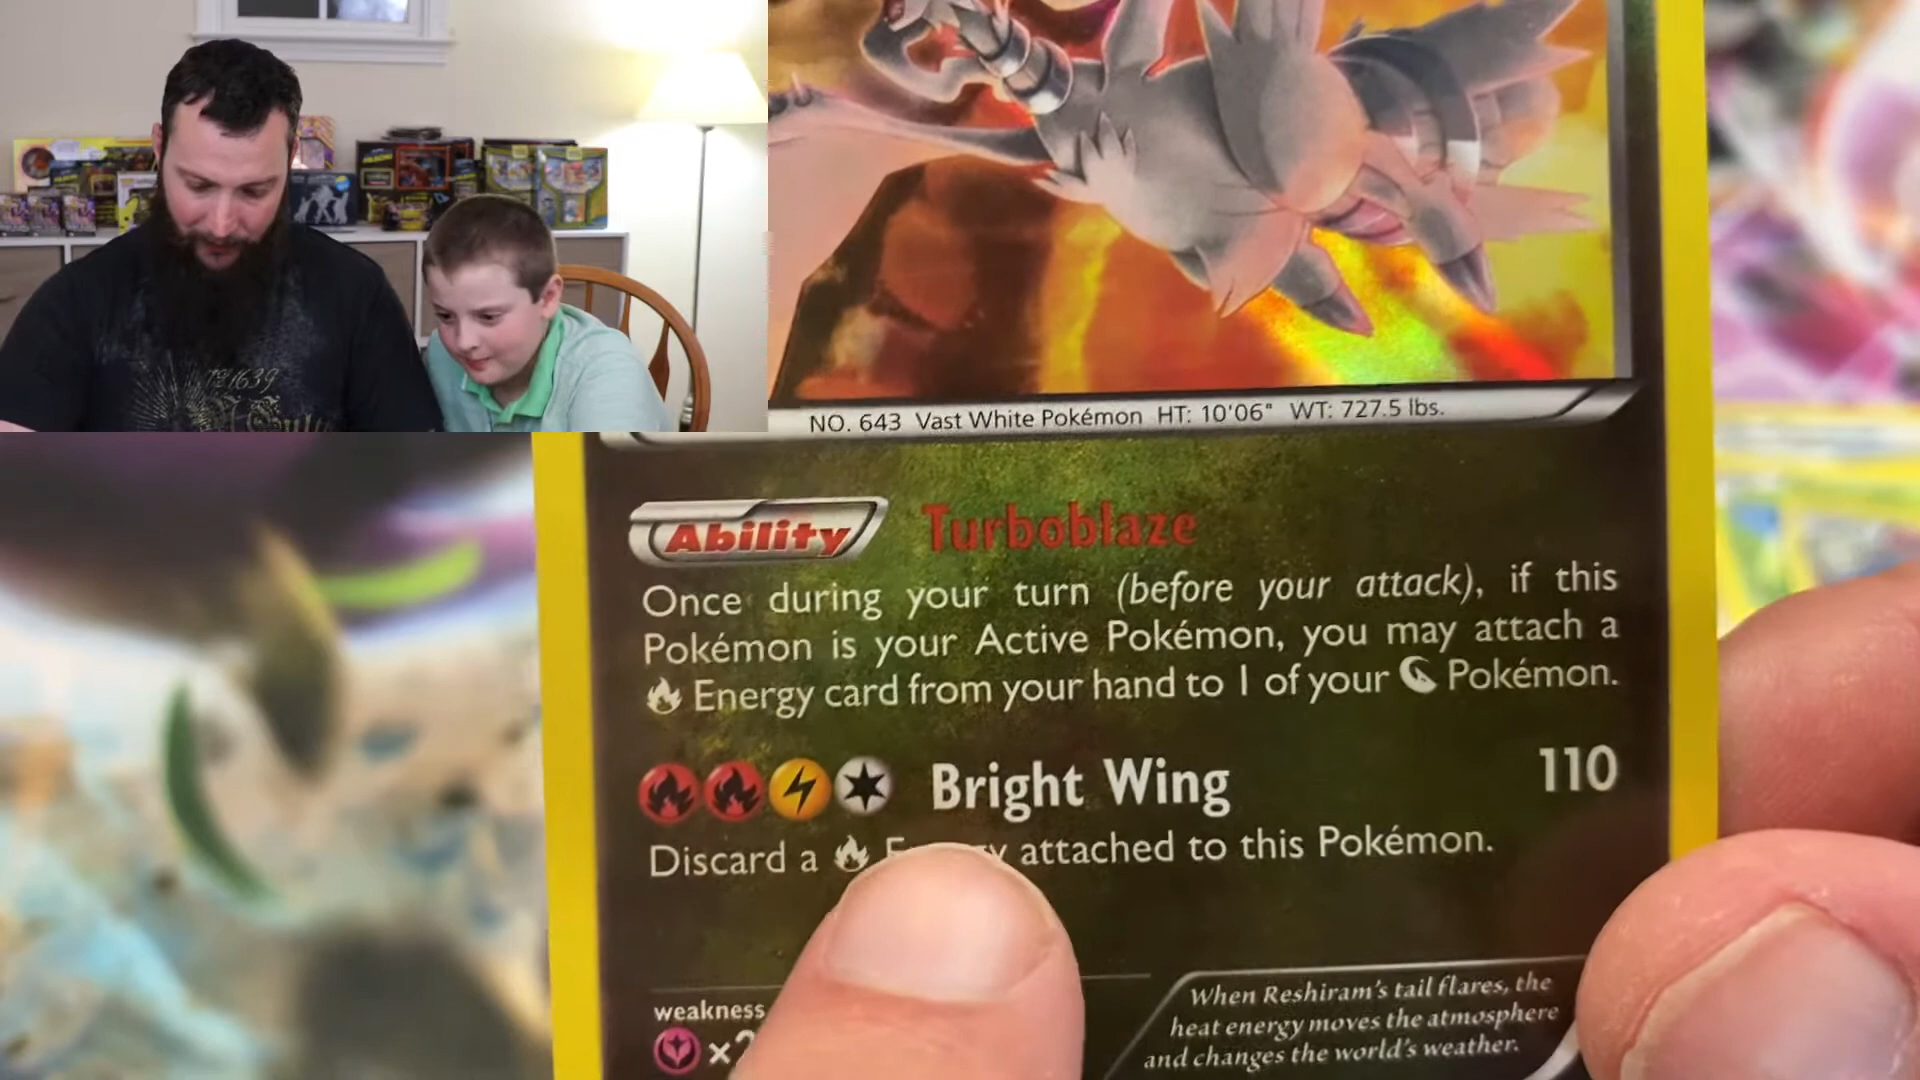 1639
NO. 643 Vast White Pokémon HT: 10'06" WT: 727.5 lbs.
Ability Turboblaze
Once during your turn (before your attack), if this
Pokémon is your Active Pokémon, you may attach a
Energy card from your hand to 1 of your Pokémon.
Bright Wing 110
Discard a attached to this Pokémon.
weakness
×2
When Reshiram's tail flares, the
heat energy moves the atmosphere
and changes the world's weather.